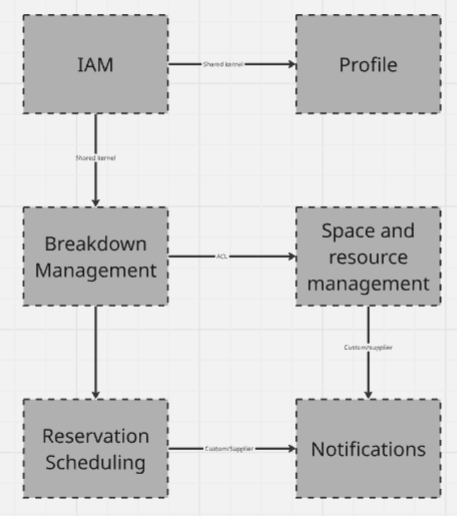 IAM
Shared kernel
Profile
Shared kernel
Breakdown
Management
ACL
Space and
resource
management
Custom/supplier
Reservation
Scheduling
Custom/Supplier
Notifications